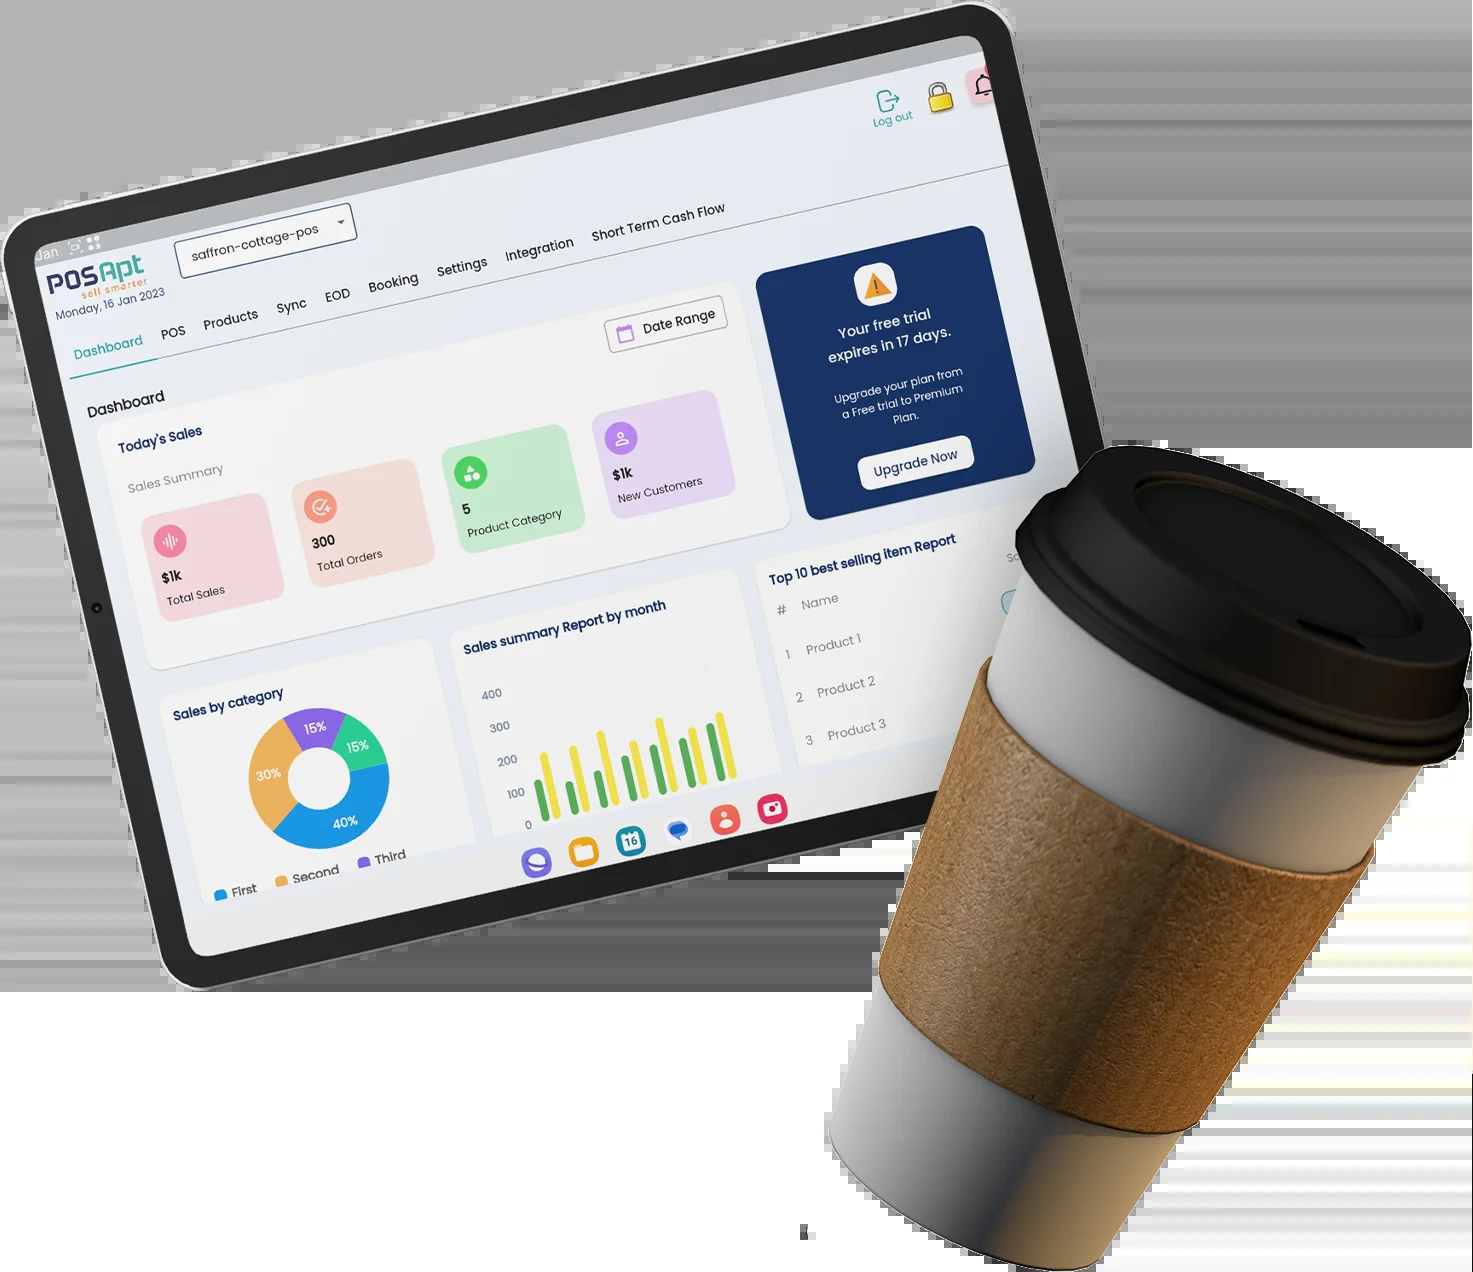 Jan
Log out
saffron-cottage-pos
POSApt
sell smarter
Monday, 16 Jan 2023
Dashboard
POS
Products
Sync
EOD
Booking
Settings
Integration
Short Term Cash Flow
Dashboard
Date Range
Today's Sales
Sales Summary
$1k
Total Sales
300
Total Orders
5
Product Category
$1k
New Customers
Your free trial
expires in 17 days.
Upgrade your plan from
a Free trial to Premium
Plan.
Upgrade Now
Sales by category
15%
15%
30%
40%
First
Second
Third
Sales summary Report by month
400
300
200
100
0
Top 10 best selling item Report
# Name
1 Product 1
2 Product 2
3 Product 3
16